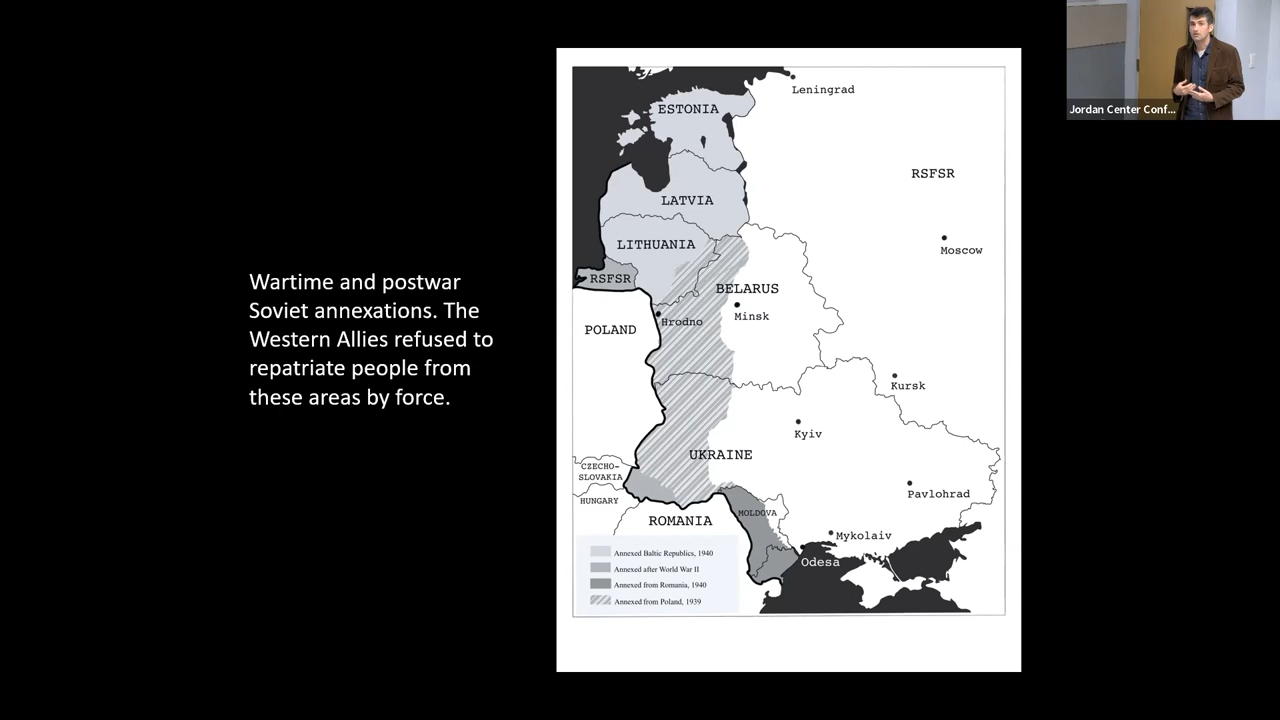 Jordan Center Conf...
Wartime and postwar
Soviet annexations. The
Western Allies refused to
repatriate people from
these areas by force.
Leningrad
ESTONIA
RSFSR
LATVIA
LITHUANIA
Moscow
RSFSR
BELARUS
Minsk
Hrodno
POLAND
Kursk
Kyiv
UKRAINE
CZECHO-
SLOVAKIA
HUNGARY
Pavlohrad
MOLDOVA
ROMANIA
Mykolaiv
Odesa
Annexed Baltic Republics, 1940
Annexed after World War II
Annexed from Romania, 1940
Annexed from Poland, 1939